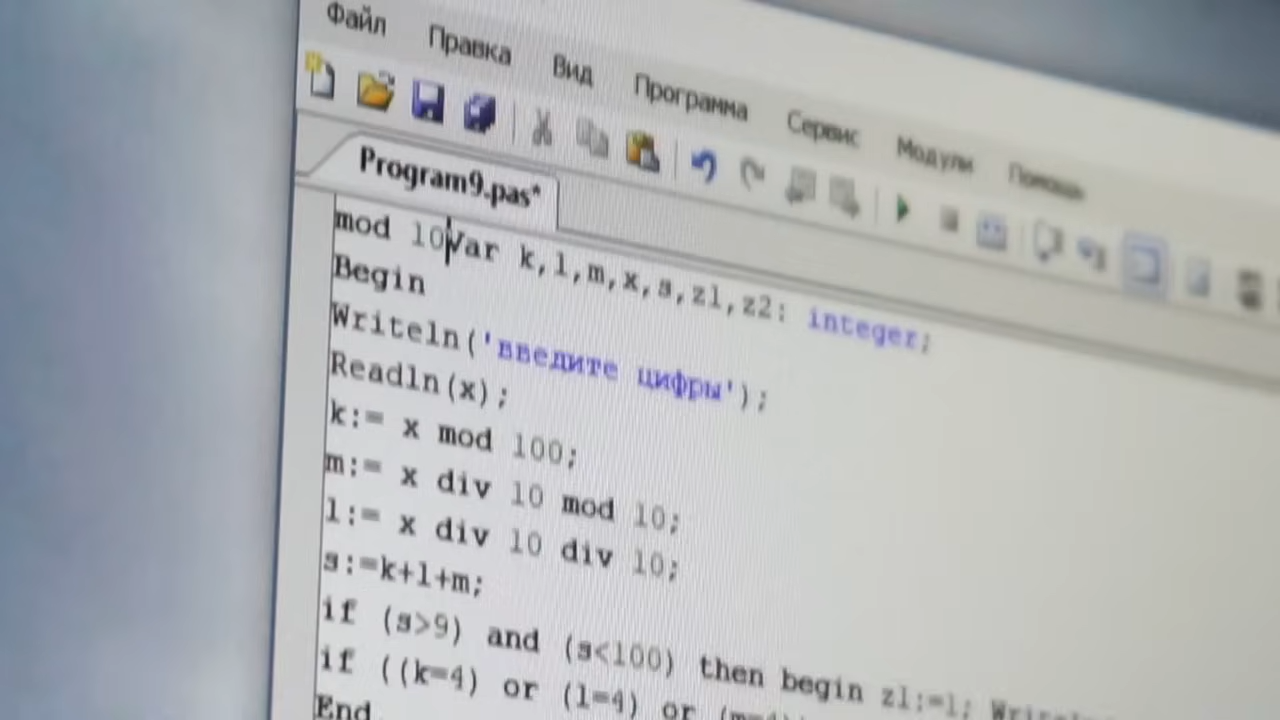 Файл Правка Вид Программа Сервис Модули Помощь
Program9.pas*
mod 10Var k,l,m,x,s,z1,z2: integer;
Begin
Writeln('введите цифры');
Readln(x);
k:= x mod 100;
m:= x div 10 mod 10;
l:= x div 10 div 10;
s:=k+l+m;
if (s>9) and (s<100) then begin z1:=1;
if ((k=4) or (l=4) or
End